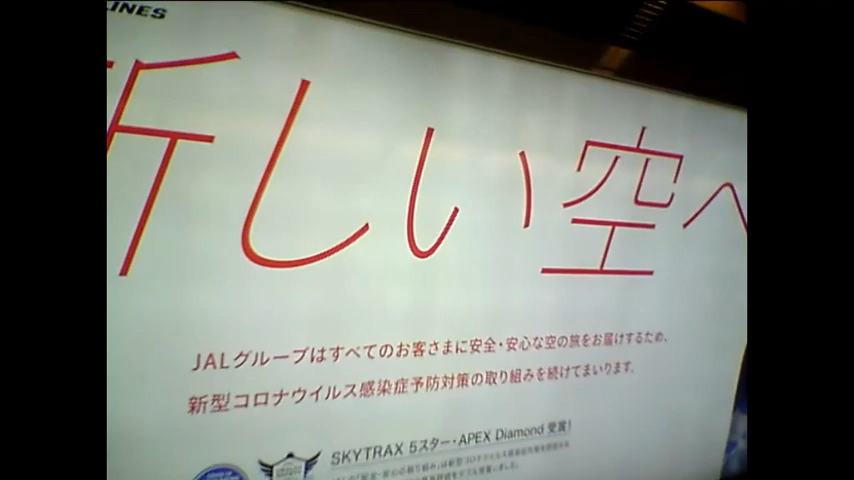 LINES
新しい空へ
JALグループはすべてのお客さまに安全・安心な空の旅をお届けするため、
新型コロナウイルス感染症予防対策の取り組みを続けてまいります。
SKYTRAX 5スター・APEX Diamond 受賞！